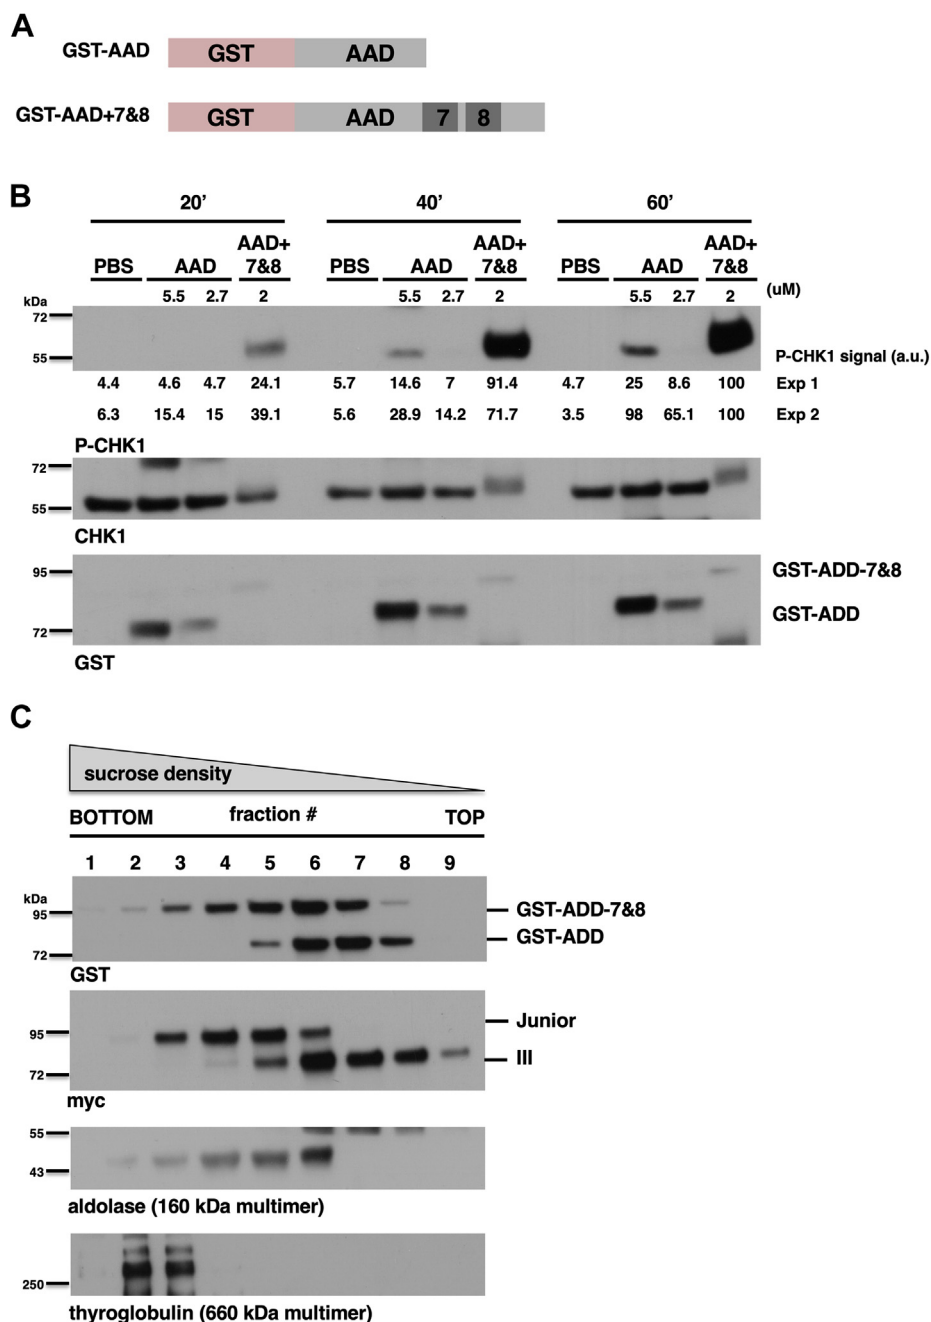 A
GST-AAD GST AAD
GST-AAD+7&8 GST AAD 7 8
B
20' 40' 60'
AAD+ AAD+ AAD+
PBS AAD 7&8 PBS AAD 7&8 PBS AAD 7&8
5.5 2.7 2 5.5 2.7 2 5.5 2.7 2 (uM)
kDa
72
55 P-CHK1 signal (a.u.)
4.4 4.6 4.7 24.1 5.7 14.6 7 91.4 4.7 25 8.6 100 Exp 1
6.3 15.4 15 39.1 5.6 28.9 14.2 71.7 3.5 98 65.1 100 Exp 2
P-CHK1
72
55
CHK1
95 GST-ADD-7&8
GST-ADD
72
GST
C
sucrose density
BOTTOM fraction # TOP
1 2 3 4 5 6 7 8 9
kDa
95 GST-ADD-7&8
GST-ADD
72
GST
Junior
95
III
72
myc
55
43
aldolase (160 kDa multimer)
250
thyroglobulin (660 kDa multimer)